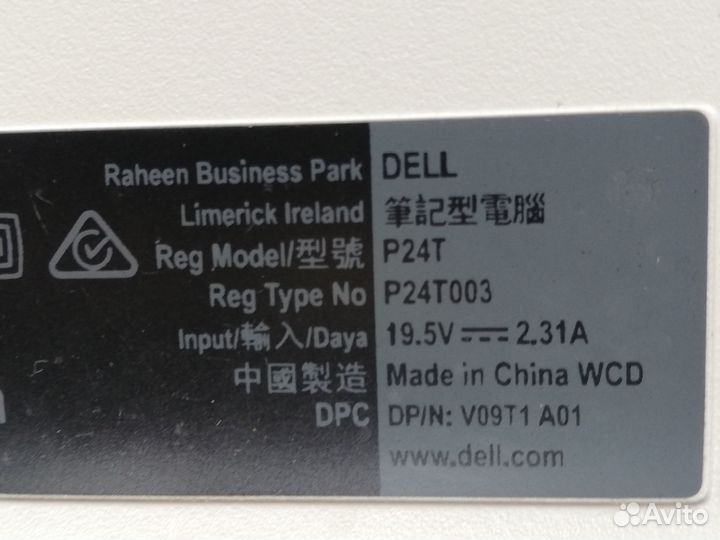 Raheen Business Park DELL
Limerick Ireland 筆記型電腦
Reg Model/型號 P24T
Reg Type No P24T003
Input/輸入/Daya 19.5V 2.31A
中國製造 Made in China WCD
DPC DP/N: V09T1 A01
www.dell.com
Avito